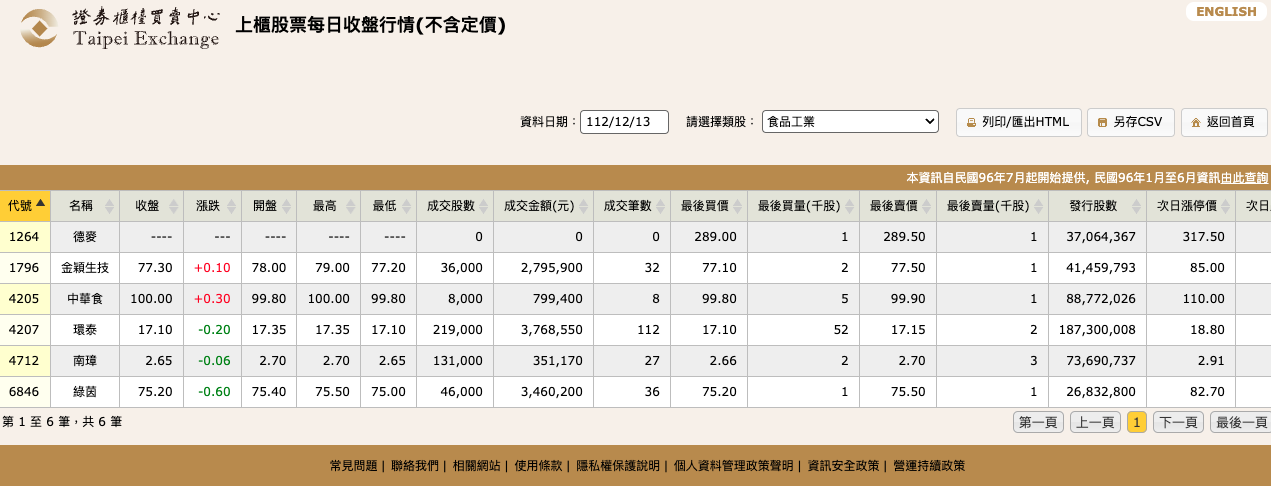 ENGLISH
證券櫃檯買賣中心
Taipei Exchange
上櫃股票每日收盤行情(不含定價)
資料日期： 112/12/13 請選擇類股： 食品工業 列印/匯出HTML 另存CSV 返回首頁
本資訊自民國96年7月起開始提供, 民國96年1月至6月資訊由此查詢
代號 名稱 收盤 漲跌 開盤 最高 最低 成交股數 成交金額(元) 成交筆數 最後買價 最後買量(千股) 最後賣價 最後賣量(千股) 發行股數 次日漲停價 次日
1264 德麥 ---- --- ---- ---- ---- 0 0 0 289.00 1 289.50 1 37,064,367 317.50
1796 金穎生技 77.30 +0.10 78.00 79.00 77.20 36,000 2,795,900 32 77.10 2 77.50 1 41,459,793 85.00
4205 中華食 100.00 +0.30 99.80 100.00 99.80 8,000 799,400 8 99.80 5 99.90 1 88,772,026 110.00
4207 環泰 17.10 -0.20 17.35 17.35 17.10 219,000 3,768,550 112 17.10 52 17.15 2 187,300,008 18.80
4712 南璋 2.65 -0.06 2.70 2.70 2.65 131,000 351,170 27 2.66 2 2.70 3 73,690,737 2.91
6846 綠茵 75.20 -0.60 75.40 75.50 75.00 46,000 3,460,200 36 75.20 1 75.50 1 26,832,800 82.70
第 1 至 6 筆，共 6 筆 第一頁 上一頁 1 下一頁 最後一頁
常見問題 | 聯絡我們 | 相關網站 | 使用條款 | 隱私權保護說明 | 個人資料管理政策聲明 | 資訊安全政策 | 營運持續政策